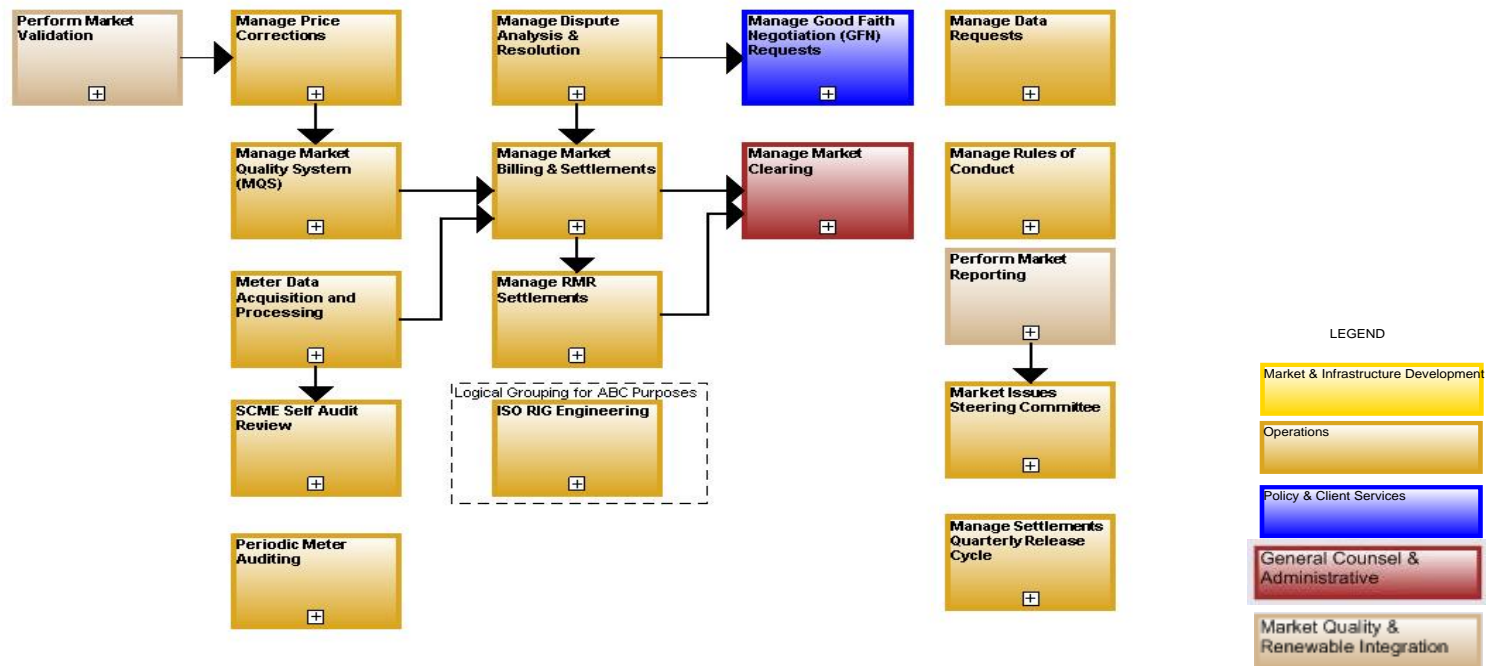 Perform Market
Validation
Manage Price
Corrections
Manage Dispute
Analysis &
Resolution
Manage Good Faith
Negotiation (GFN)
Requests
Manage Data
Requests
Manage Market
Quality System
(MQS)
Manage Market
Billing & Settlements
Manage Market
Clearing
Manage Rules of
Conduct
Meter Data
Acquisition and
Processing
Manage RMR
Settlements
Perform Market
Reporting
Logical Grouping for ABC Purposes
SCME Self Audit
Review
ISO RIG Engineering
Market Issues
Steering Committee
Periodic Meter
Auditing
Manage Settlements
Quarterly Release
Cycle
LEGEND
Market & Infrastructure Development
Operations
Policy & Client Services
General Counsel &
Administrative
Market Quality &
Renewable Integration